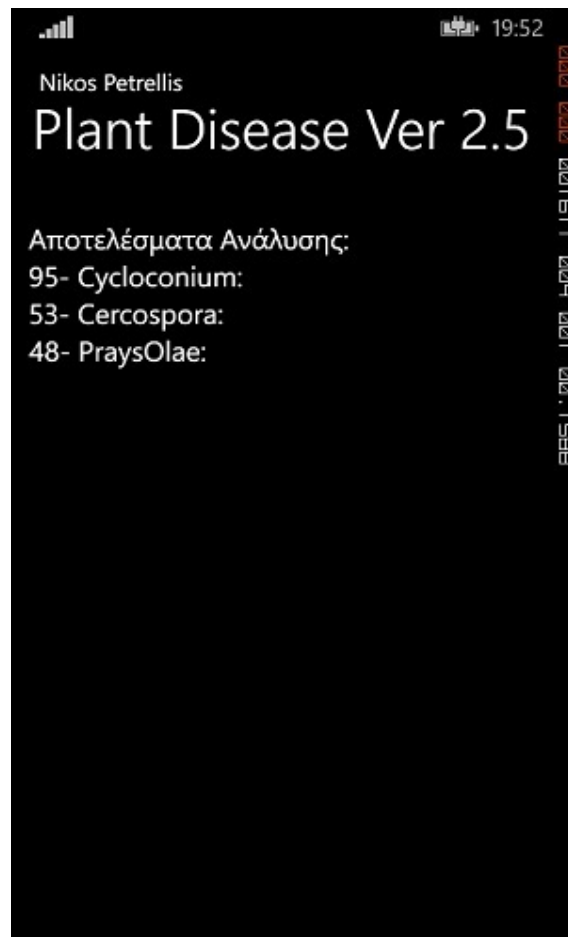 19:52
Nikos Petrellis
Plant Disease Ver 2.5
Αποτελέσματα Ανάλυσης:
95- Cycloconium:
53- Cercospora:
48- PraysOlae: